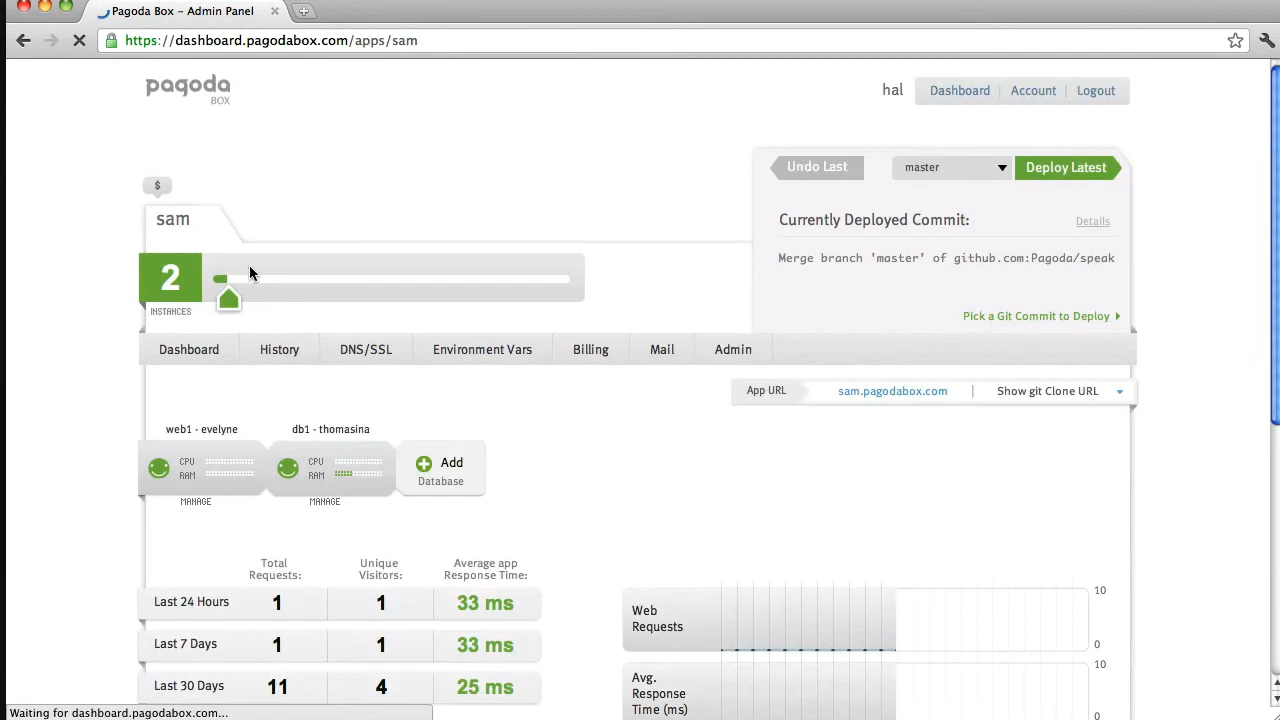 Pagoda Box – Admin Panel
https://dashboard.pagodabox.com/apps/sam
pagoda
BOX
hal
Dashboard
Account
Logout
$
sam
Undo Last
master
Deploy Latest
Currently Deployed Commit:
Details
Merge branch 'master' of github.com:Pagoda/speak
2
INSTANCES
Pick a Git Commit to Deploy
Dashboard
History
DNS/SSL
Environment Vars
Billing
Mail
Admin
App URL
sam.pagodabox.com
|
Show git Clone URL
web1 - evelyne
db1 - thomasina
CPU
RAM
MANAGE
CPU
RAM
MANAGE
Add
Database
Total
Requests:
Unique
Visitors:
Average app
Response Time:
Last 24 Hours
1
1
33 ms
Last 7 Days
1
1
33 ms
Last 30 Days
11
4
25 ms
Web
Requests
10
0
Avg.
Response
Time (ms)
10
0
Waiting for dashboard.pagodabox.com...